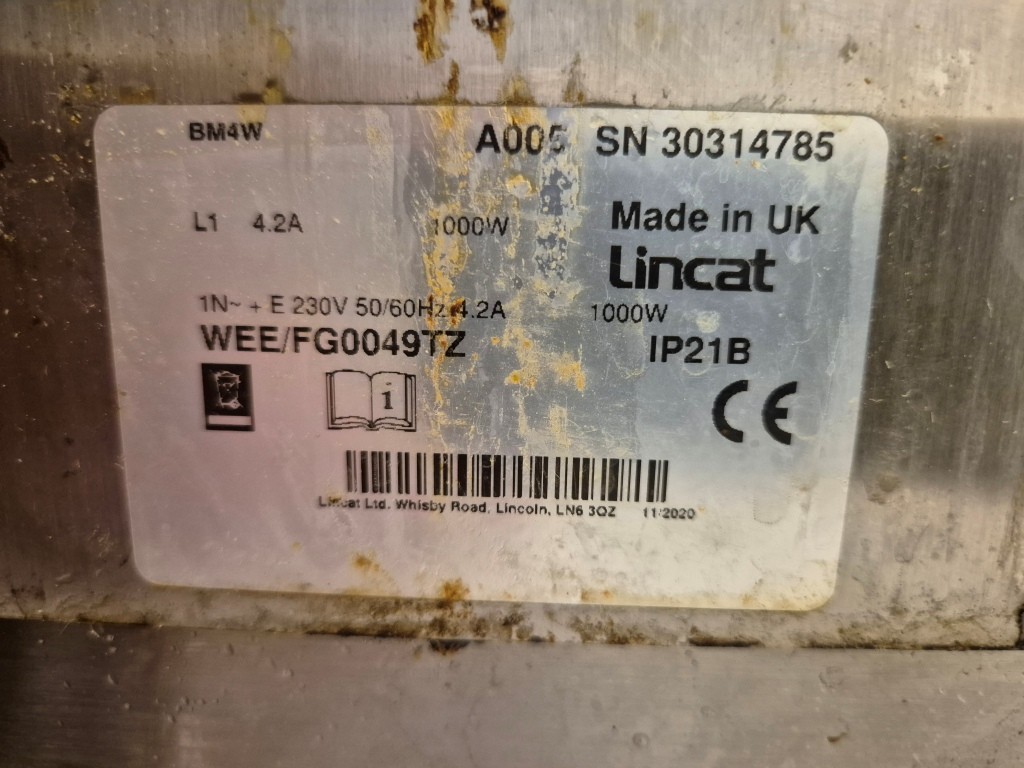 BM4W A005 SN 30314785
L1 4.2A 1000W Made in UK
Lincat
1N~ + E 230V 50/60Hz 4.2A 1000W
WEE/FG0049TZ IP21B
i
CE
Lincat Ltd. Whisby Road, Lincoln, LN6 3QZ 11/2020